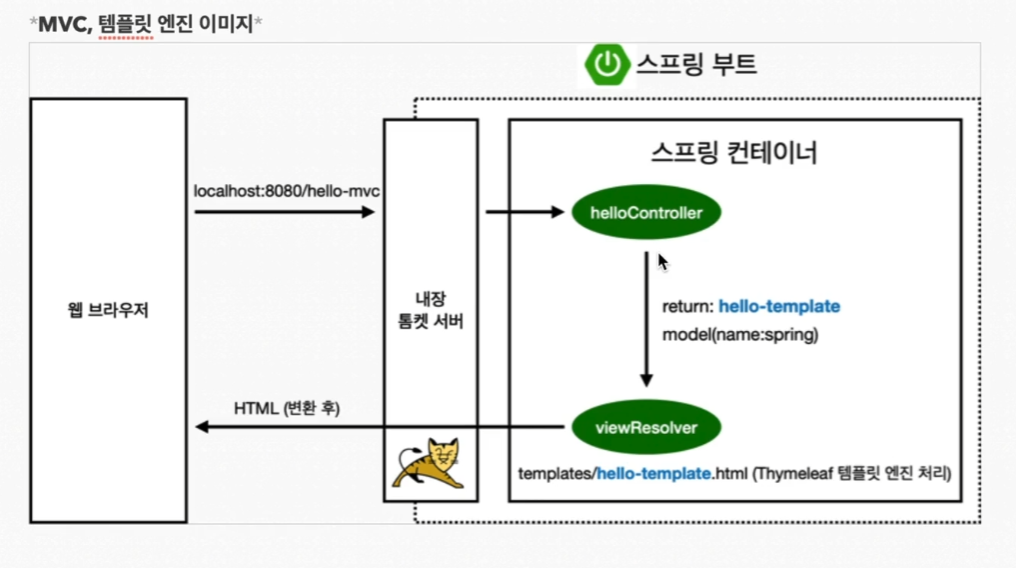 *MVC, 템플릿 엔진 이미지*
스프링 부트
스프링 컨테이너
localhost:8080/hello-mvc
helloController
웹 브라우저
내장
톰켓 서버
return: hello-template
model(name:spring)
HTML (변환 후)
viewResolver
templates/hello-template.html (Thymeleaf 템플릿 엔진 처리)